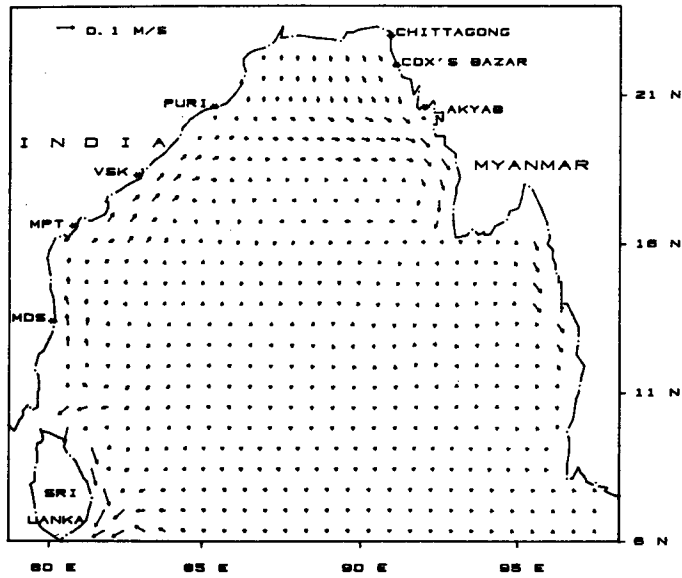 → 0.1 M/S
CHITTAGONG
COX'S BAZAR
PURI
AKYAB
21 N
INDIA
VSK
MYANMAR
MPT
16 N
MDS
11 N
SRI
LANKA
6 N
80 E 85 E 90 E 95 E